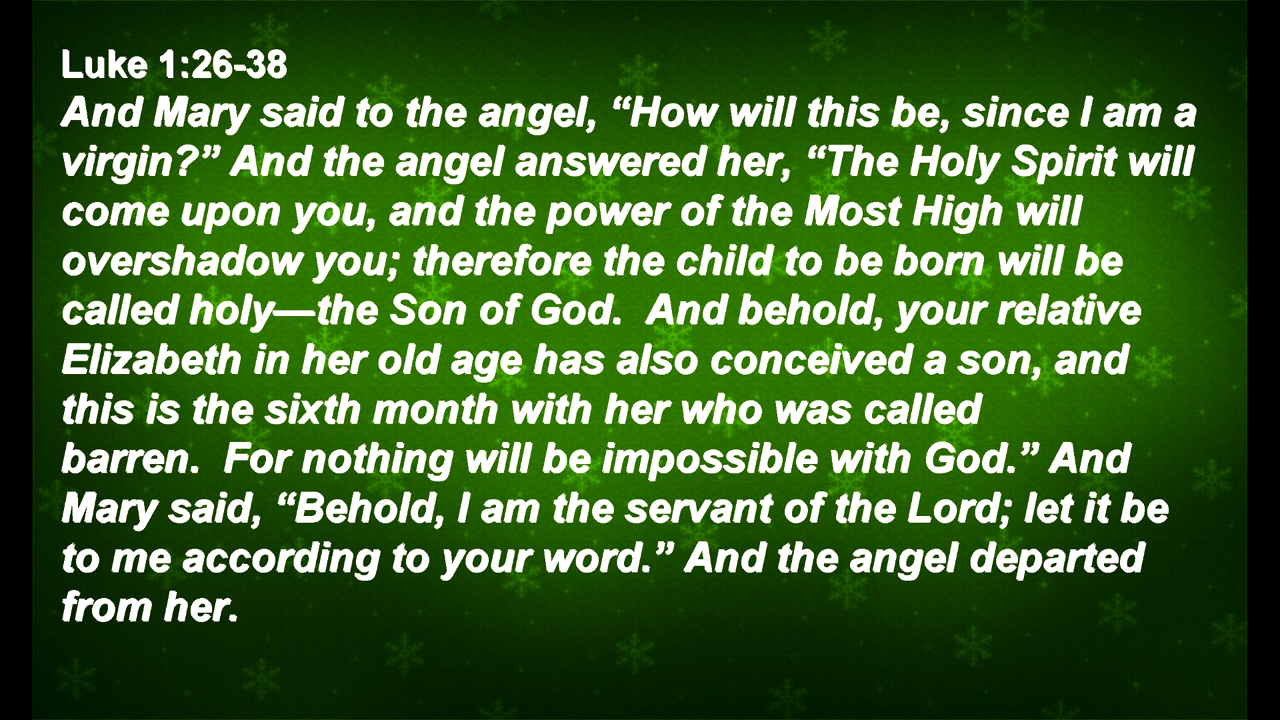 Luke 1:26-38
And Mary said to the angel, “How will this be, since I am a
virgin?” And the angel answered her, “The Holy Spirit will
come upon you, and the power of the Most High will
overshadow you; therefore the child to be born will be
called holy—the Son of God.  And behold, your relative
Elizabeth in her old age has also conceived a son, and
this is the sixth month with her who was called
barren.  For nothing will be impossible with God.” And
Mary said, “Behold, I am the servant of the Lord; let it be
to me according to your word.” And the angel departed
from her.